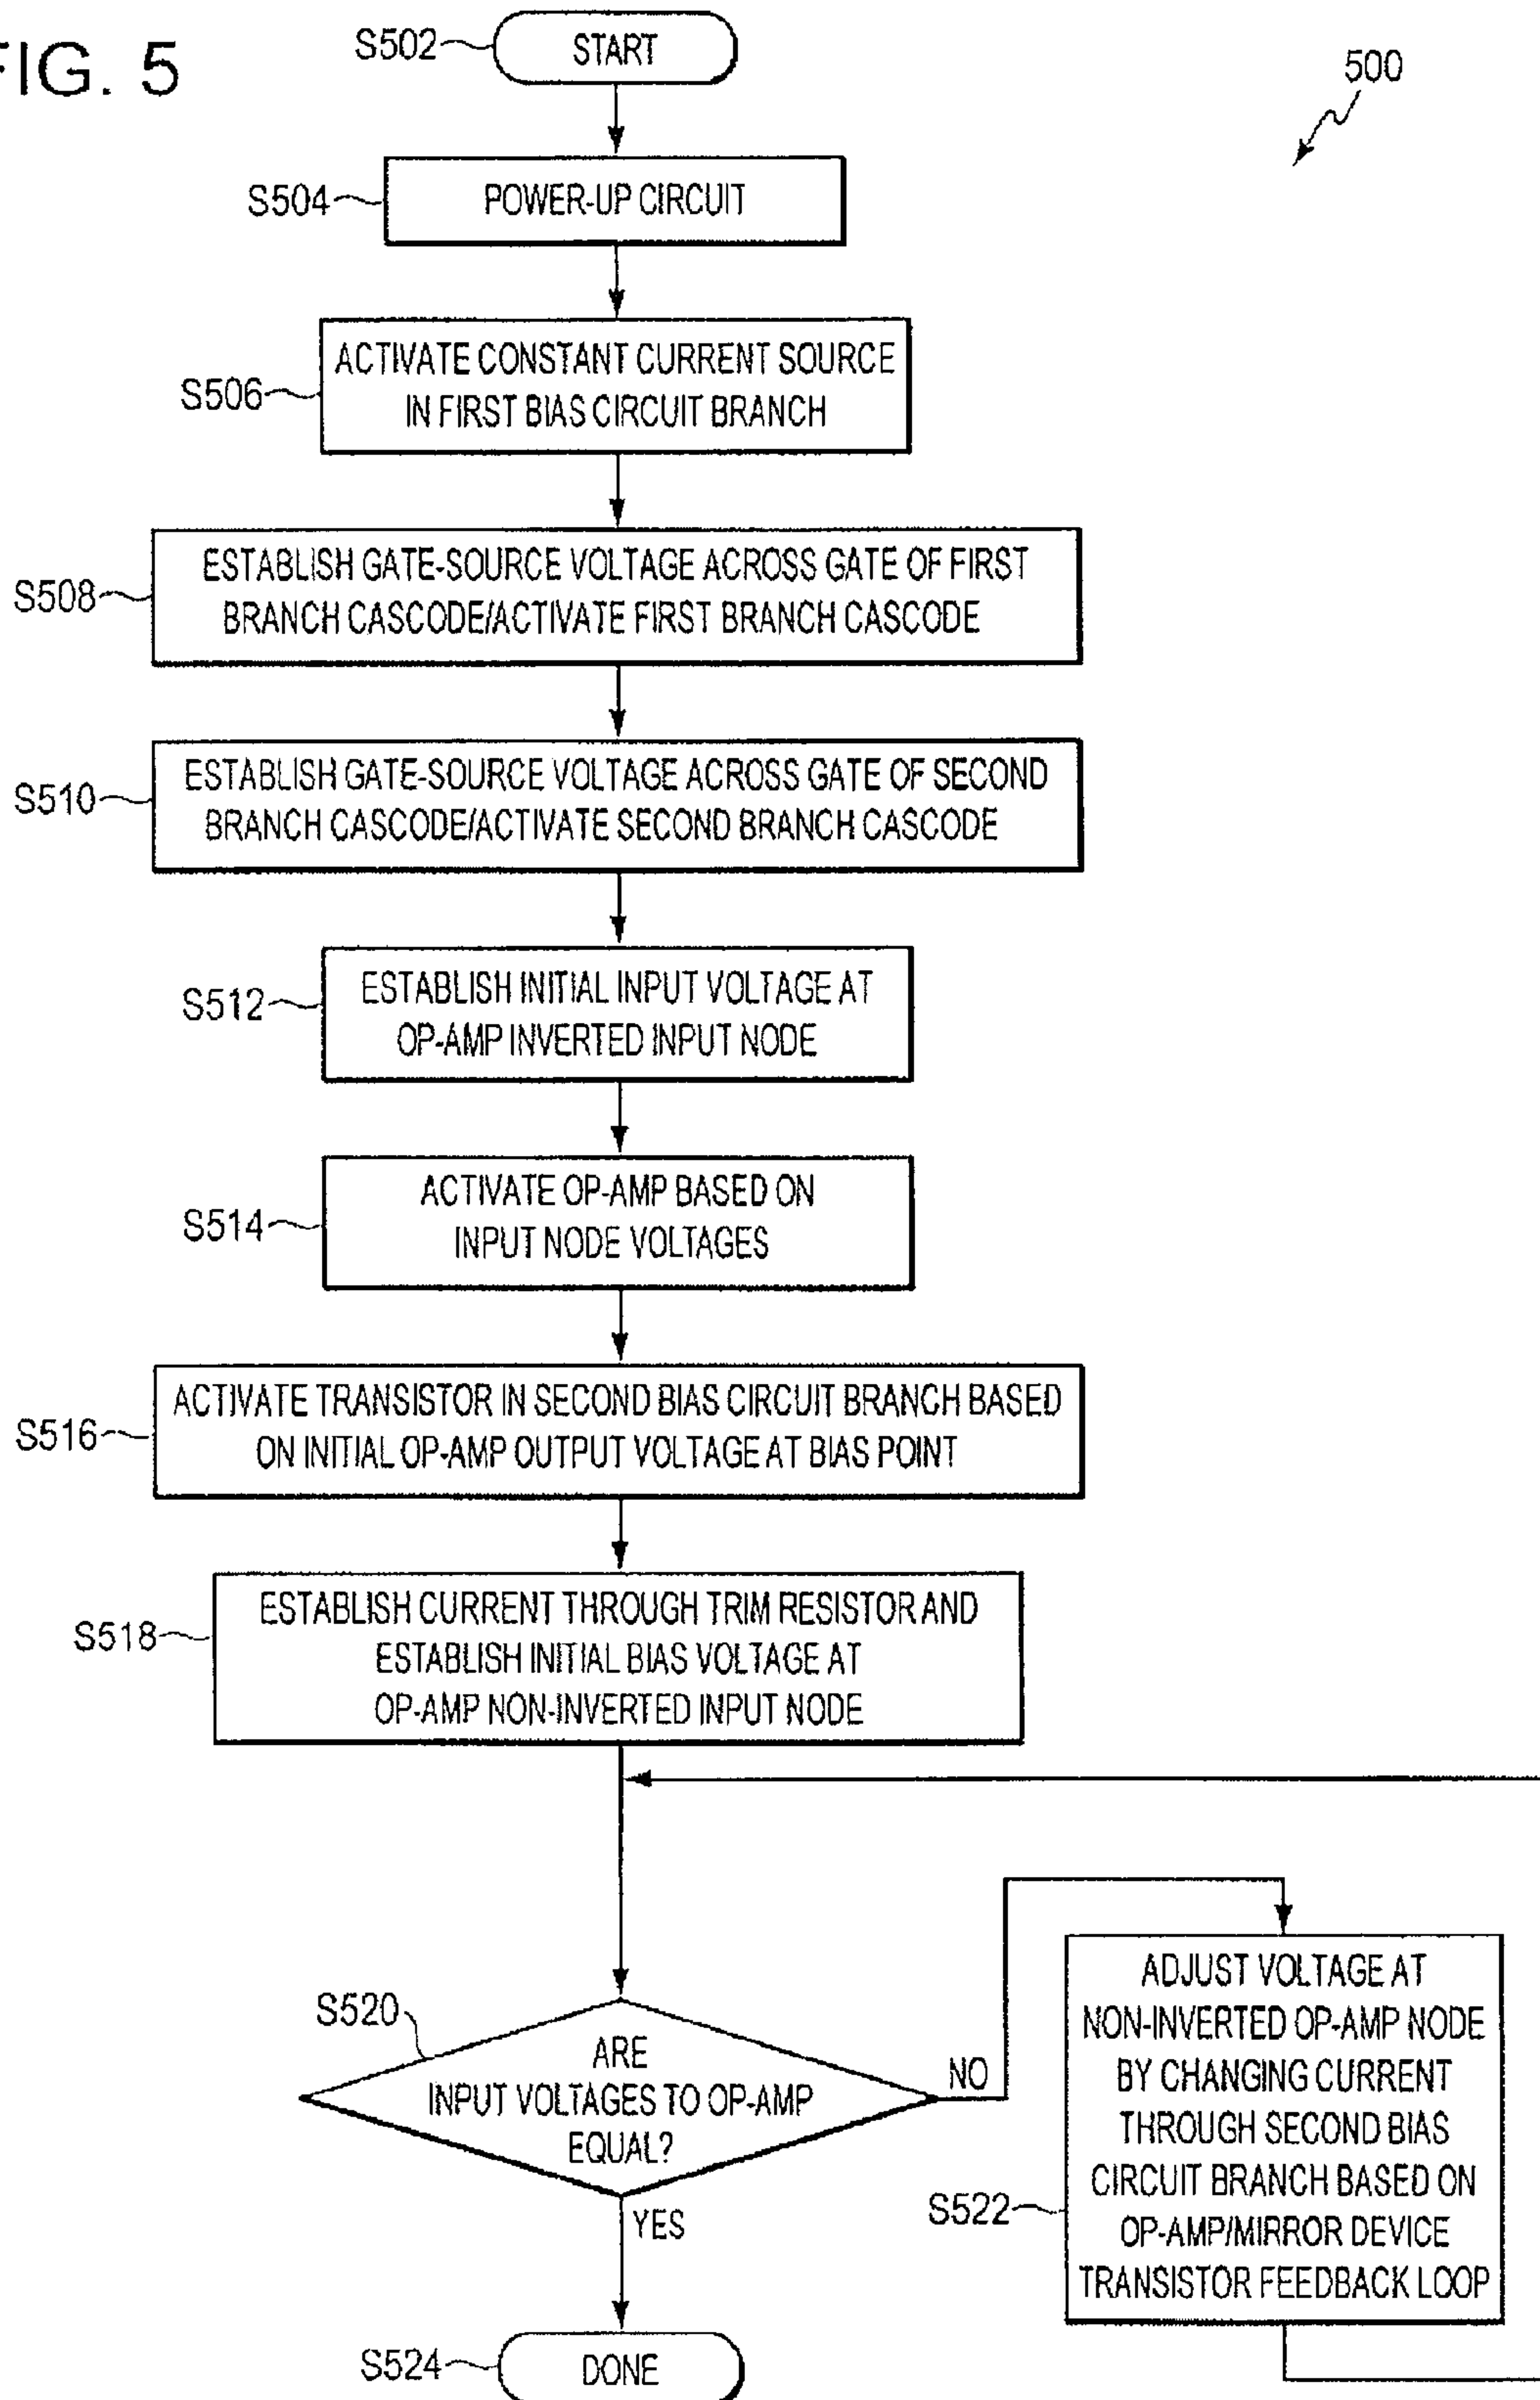 FIG. 5
500
S502
START
S504
POWER-UP CIRCUIT
S506
ACTIVATE CONSTANT CURRENT SOURCE
IN FIRST BIAS CIRCUIT BRANCH
S508
ESTABLISH GATE-SOURCE VOLTAGE ACROSS GATE OF FIRST
BRANCH CASCODE/ACTIVATE FIRST BRANCH CASCODE
S510
ESTABLISH GATE-SOURCE VOLTAGE ACROSS GATE OF SECOND
BRANCH CASCODE/ACTIVATE SECOND BRANCH CASCODE
S512
ESTABLISH INITIAL INPUT VOLTAGE AT
OP-AMP INVERTED INPUT NODE
S514
ACTIVATE OP-AMP BASED ON
INPUT NODE VOLTAGES
S516
ACTIVATE TRANSISTOR IN SECOND BIAS CIRCUIT BRANCH BASED
ON INITIAL OP-AMP OUTPUT VOLTAGE AT BIAS POINT
S518
ESTABLISH CURRENT THROUGH TRIM RESISTOR AND
ESTABLISH INITIAL BIAS VOLTAGE AT
OP-AMP NON-INVERTED INPUT NODE
S520
ARE
INPUT VOLTAGES TO OP-AMP
EQUAL?
NO
YES
S522
ADJUST VOLTAGE AT
NON-INVERTED OP-AMP NODE
BY CHANGING CURRENT
THROUGH SECOND BIAS
CIRCUIT BRANCH BASED ON
OP-AMP/MIRROR DEVICE
TRANSISTOR FEEDBACK LOOP
S524
DONE